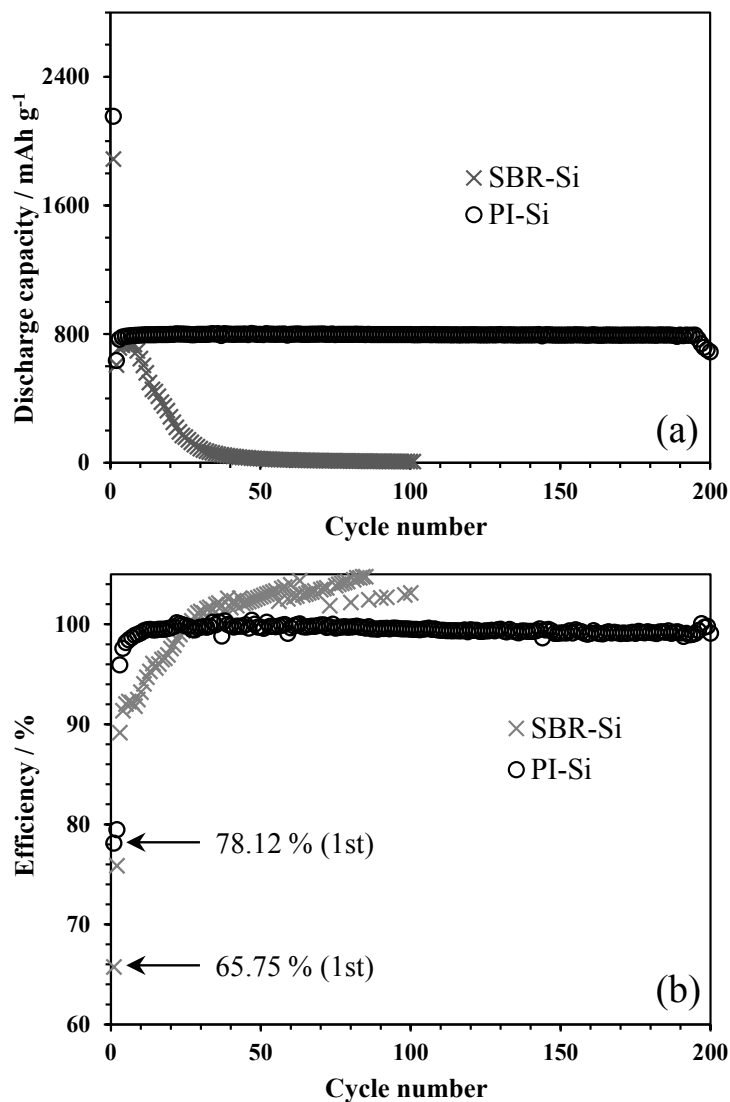 Discharge capacity / mAh g⁻¹
2400
1600
800
0
SBR-Si
PI-Si
(a)
0
50
100
150
200
Cycle number
Efficiency / %
100
90
80
70
60
SBR-Si
PI-Si
78.12 % (1st)
65.75 % (1st)
(b)
0
50
100
150
200
Cycle number